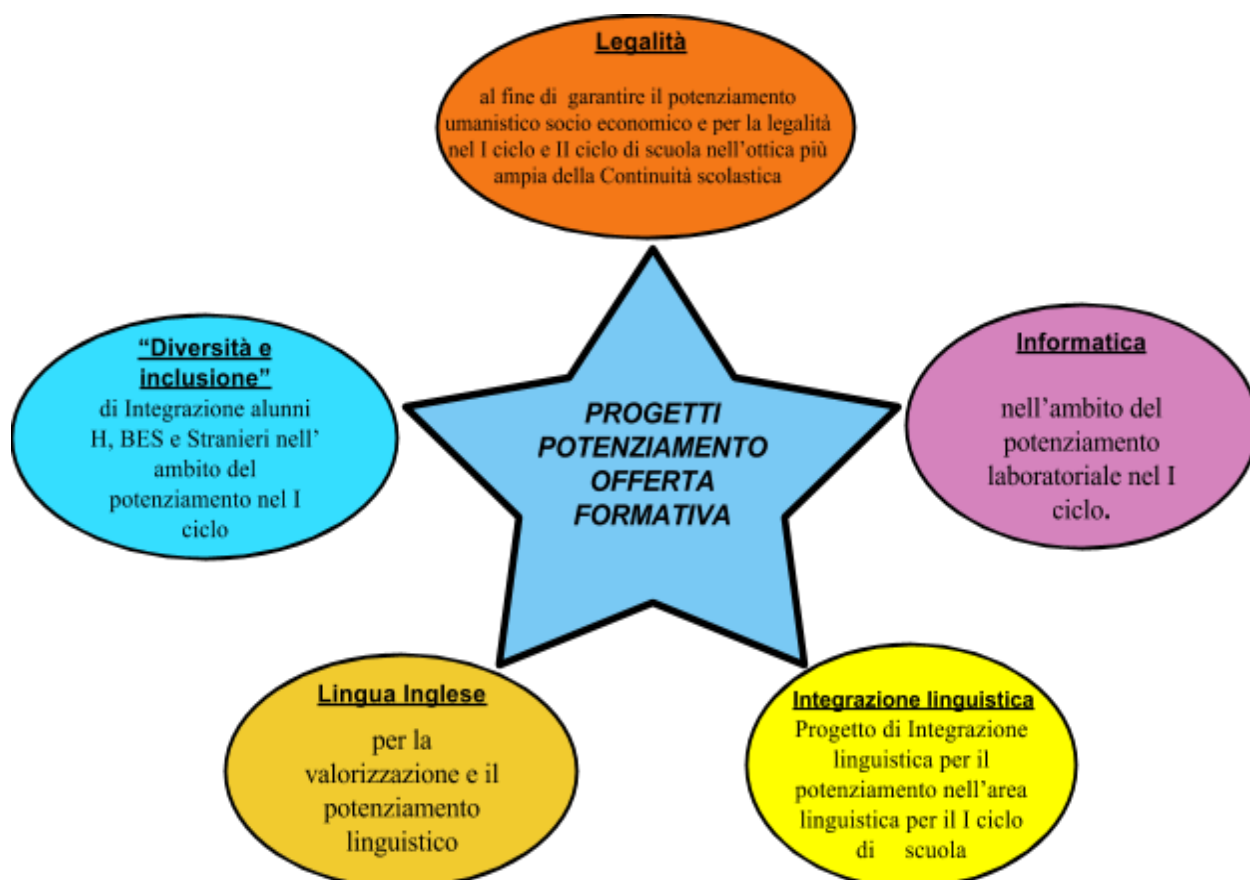 Legalità
al fine di garantire il potenziamento
umanistico socio economico e per la legalità
nel I ciclo e II ciclo di scuola nell’ottica più
ampia della Continuità scolastica
“Diversità e
inclusione”
di Integrazione alunni
H, BES e Stranieri nell’
ambito del
potenziamento nel I
ciclo
PROGETTI
POTENZIAMENTO
OFFERTA
FORMATIVA
Informatica
nell’ambito del
potenziamento
laboratoriale nel I
ciclo.
Lingua Inglese
per la
valorizzazione e il
potenziamento
linguistico
Integrazione linguistica
Progetto di Integrazione
linguistica per il
potenziamento nell’area
linguistica per il I ciclo
di scuola